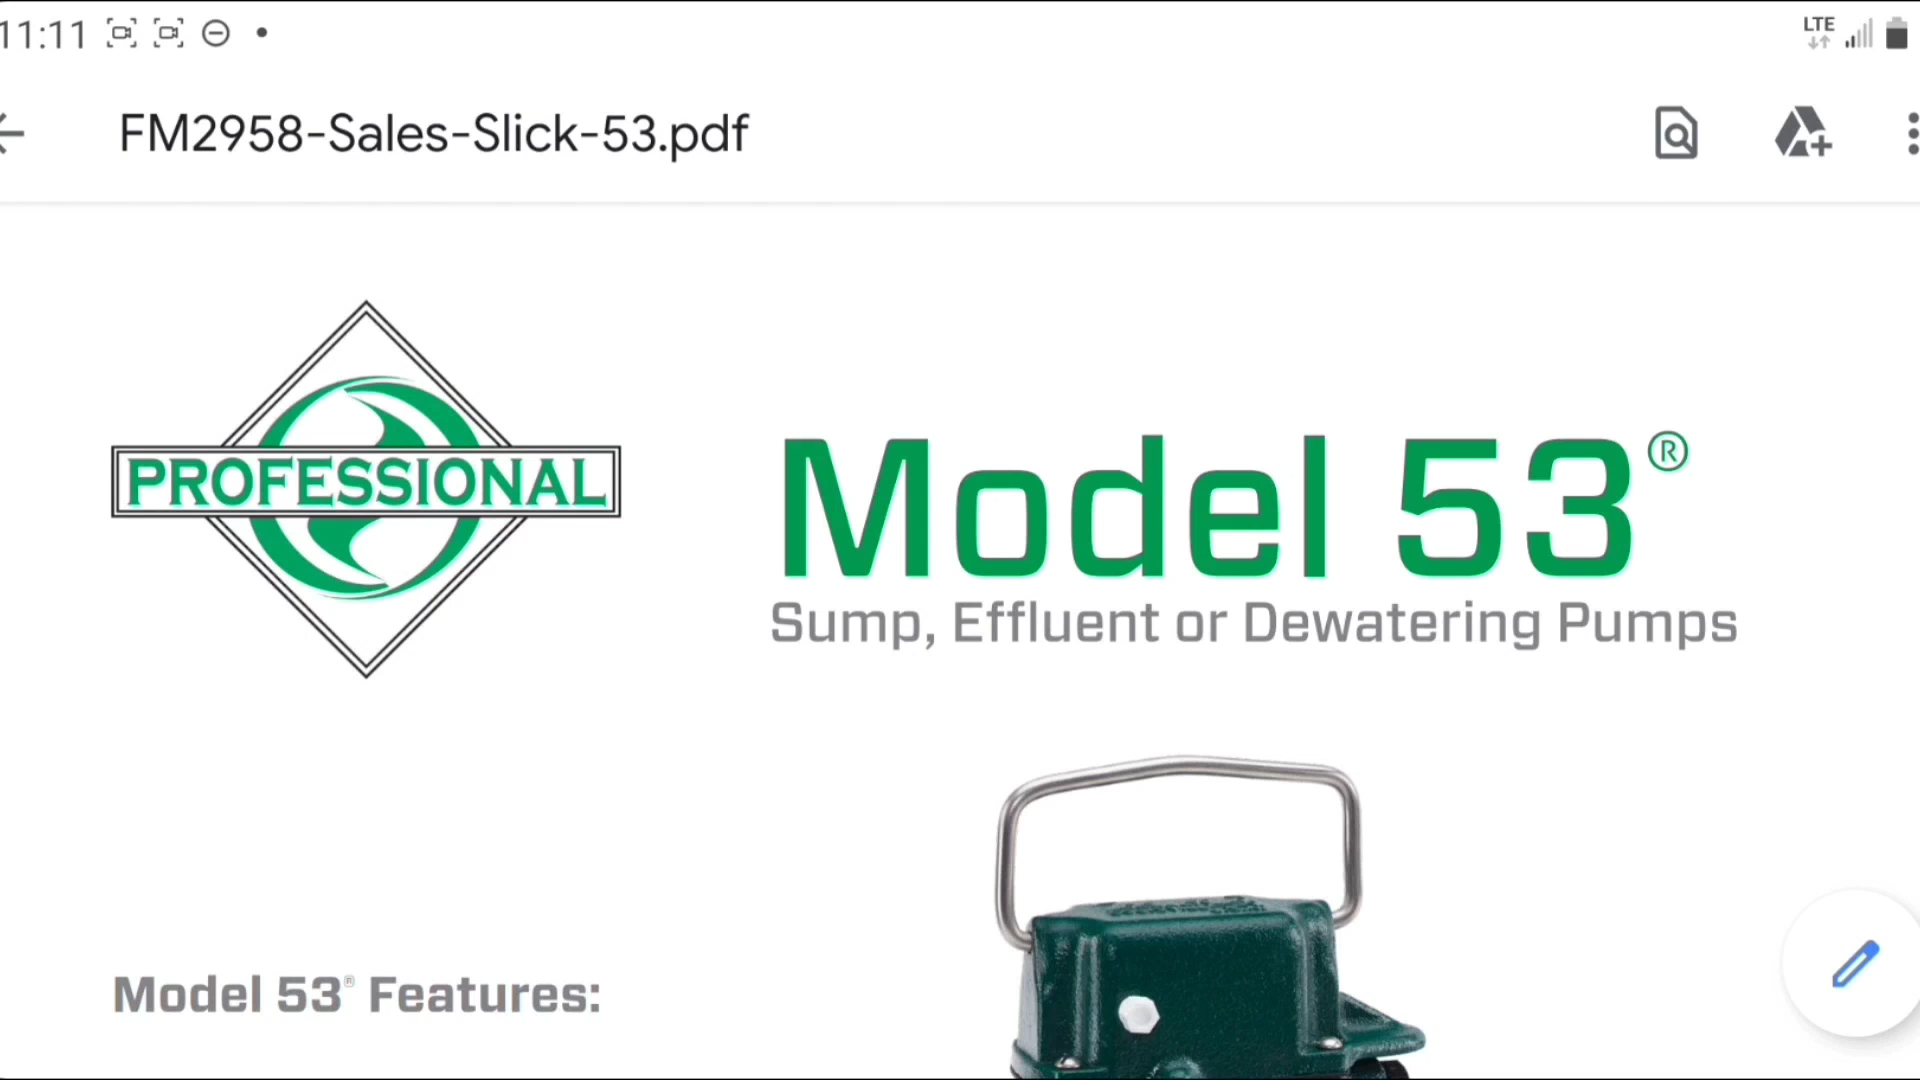 11:11
LTE
FM2958-Sales-Slick-53.pdf
PROFESSIONAL
Model 53®
Sump, Effluent or Dewatering Pumps
Model 53® Features: